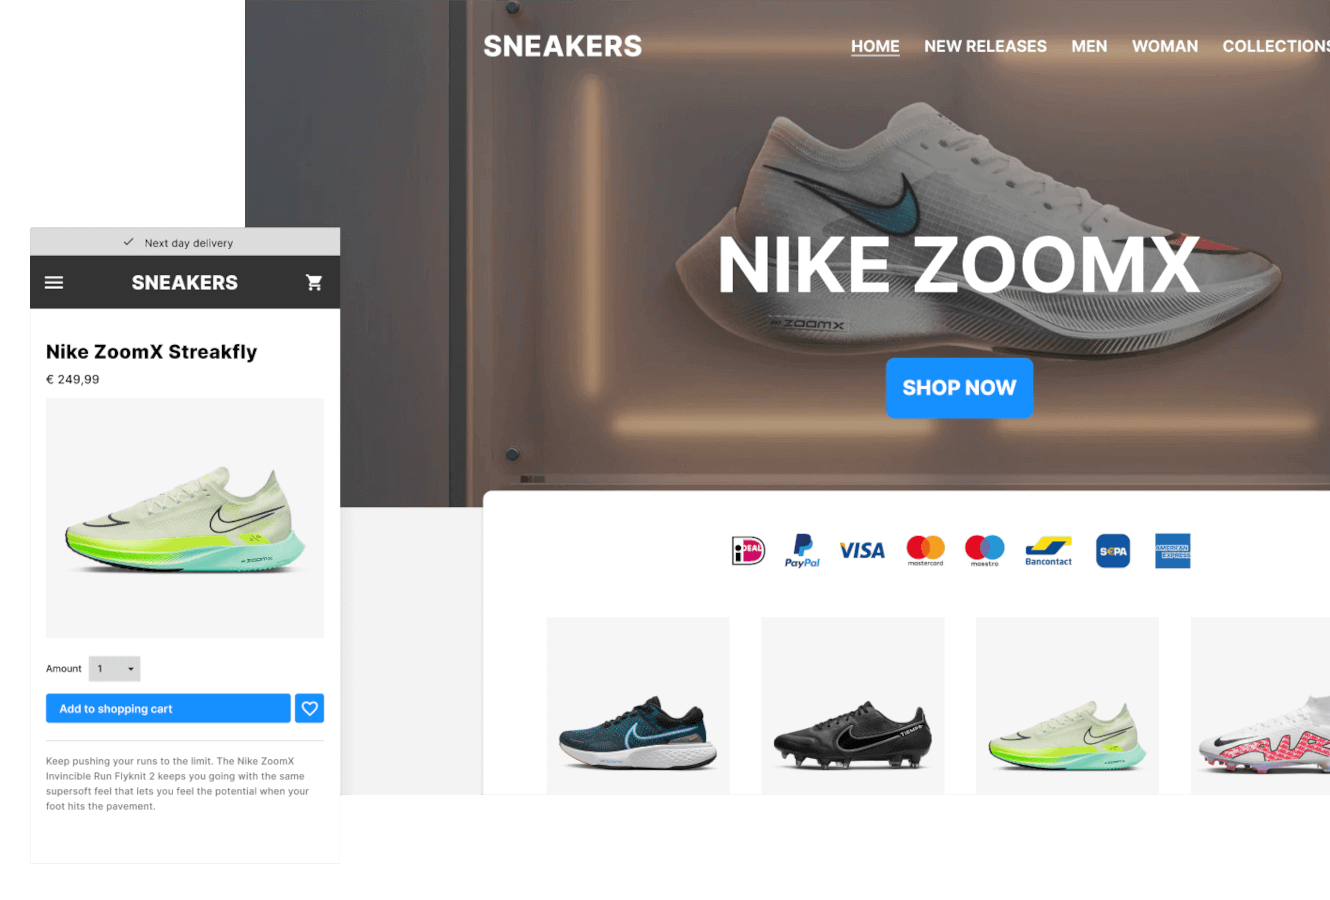 SNEAKERS
HOME NEW RELEASES MEN WOMAN COLLECTIONS
NIKE ZOOMX
ZOOMX
SHOP NOW
iDEAL PayPal VISA mastercard maestro Bancontact S€PA AMERICAN EXPRESS
TIEMPO
Next day delivery
SNEAKERS
Nike ZoomX Streakfly
€ 249,99
ZOOMX
Amount 1
Add to shopping cart
Keep pushing your runs to the limit. The Nike ZoomX
Invincible Run Flyknit 2 keeps you going with the same
supersoft feel that lets you feel the potential when your
foot hits the pavement.